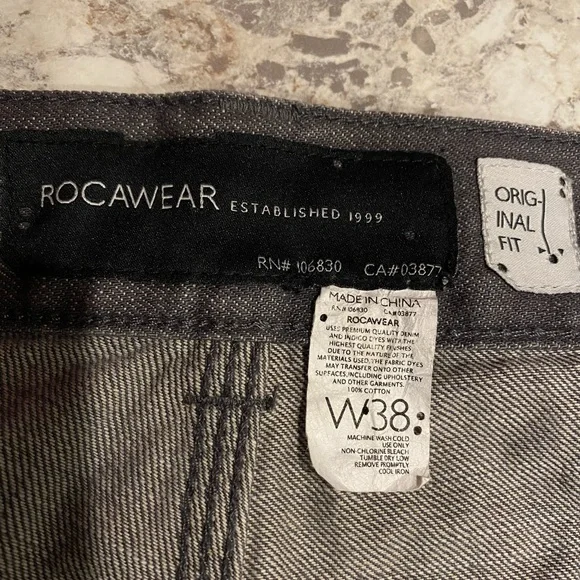 ROCAWEAR ESTABLISHED 1999
RN# 106830 CA#03877
ORIG-
INAL
FIT
MADE IN CHINA
RN# 106830 CA#03877
ROCAWEAR
USES PREMIUM QUALITY DENIM
AND INDIGO DYES WITH THE
HIGHEST QUALITY FINISHES
DUE TO THE NATURE OF THE
MATERIALS USED, THE FABRIC DYES
MAY TRANSFER ONTO OTHER
SURFACES, INCLUDING UPHOLSTERY
AND OTHER GARMENTS.
100% COTTON
W38
MACHINE WASH COLD
USE ONLY
NON-CHLORINE BLEACH
TUMBLE DRY LOW
REMOVE PROMPTLY
COOL IRON